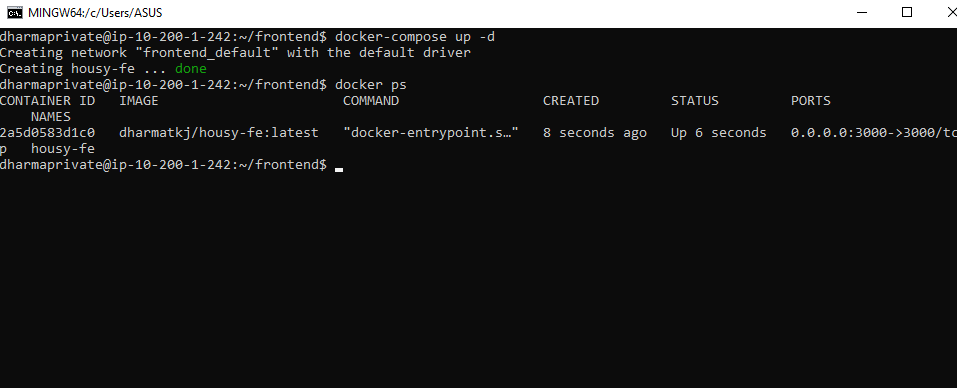 MINGW64:/c/Users/ASUS
dharmaprivate@ip-10-200-1-242:~/frontend$ docker-compose up -d
Creating network "frontend_default" with the default driver
Creating housy-fe ... done
dharmaprivate@ip-10-200-1-242:~/frontend$ docker ps
CONTAINER ID   IMAGE                       COMMAND                  CREATED         STATUS         PORTS
    NAMES
2a5d0583d1c0   dharmatkj/housy-fe:latest   "docker-entrypoint.s…"   8 seconds ago   Up 6 seconds   0.0.0.0:3000->3000/tc
p   housy-fe
dharmaprivate@ip-10-200-1-242:~/frontend$